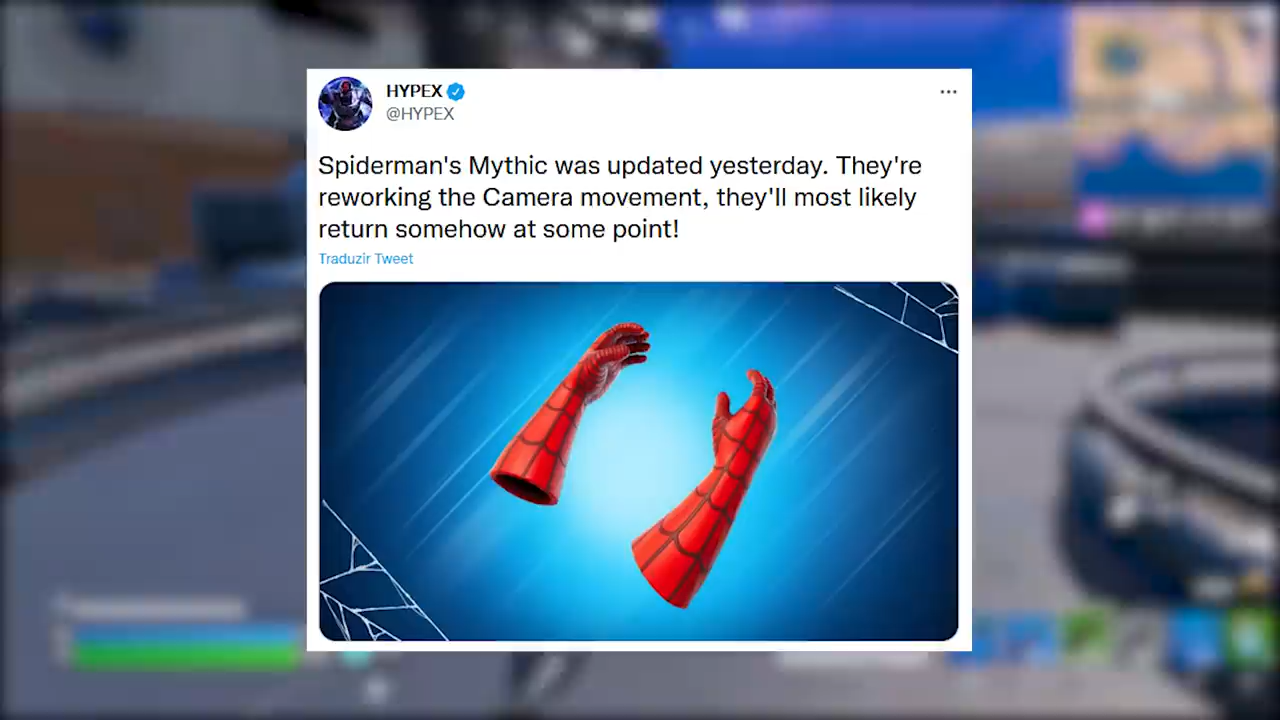 HYPEX
@HYPEX
Spiderman's Mythic was updated yesterday. They're
reworking the Camera movement, they'll most likely
return somehow at some point!
Traduzir Tweet